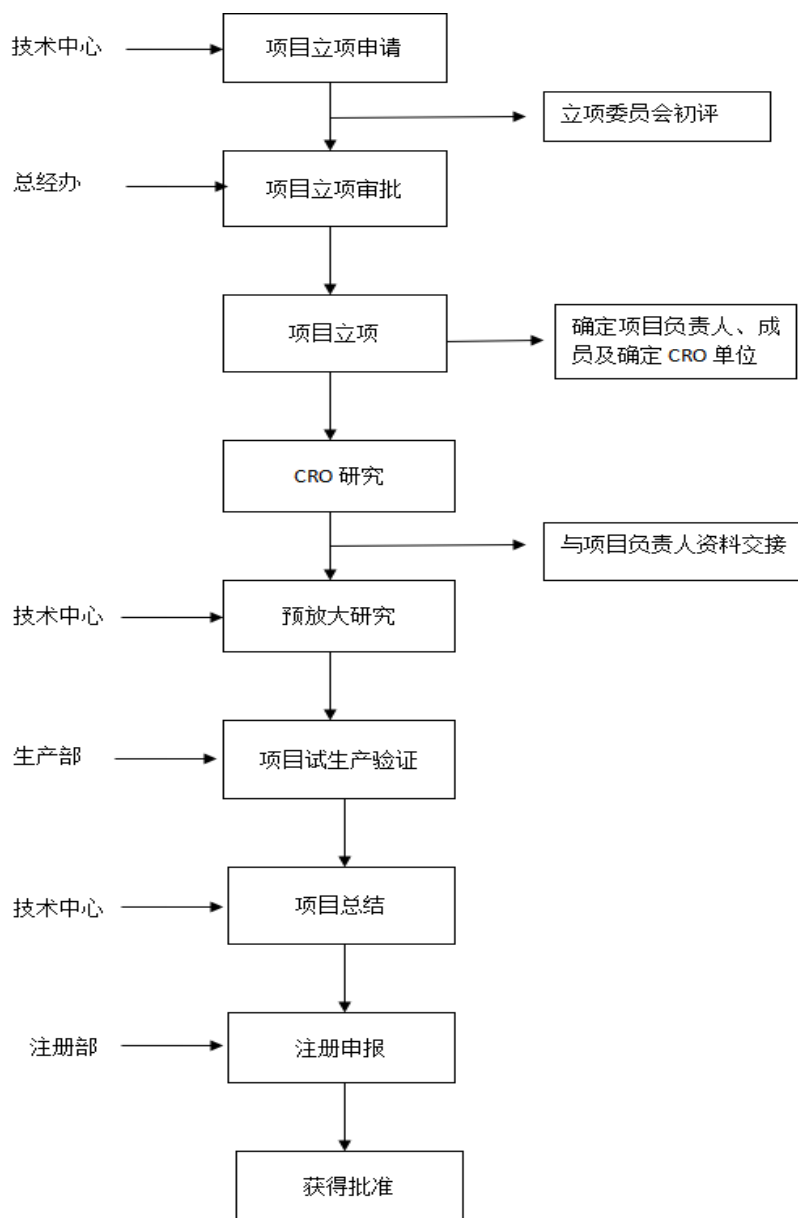 技术中心
项目立项申请
立项委员会初评
总经办
项目立项审批
项目立项
确定项目负责人、成
员及确定 CRO 单位
CRO 研究
与项目负责人资料交接
技术中心
预放大研究
生产部
项目试生产验证
技术中心
项目总结
注册部
注册申报
获得批准